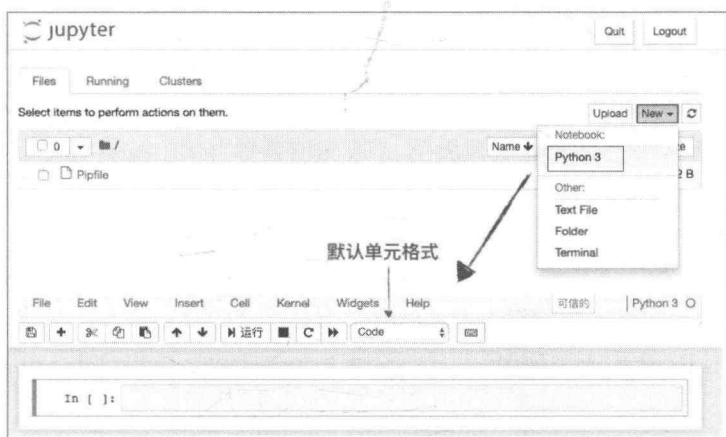 jupyter
Quit Logout
Files Running Clusters
Select items to perform actions on them.
Upload New
Notebook:
0 / Name
Python 3
Pipfile 2 B
Other:
Text File
Folder
Terminal
默认单元格式
File Edit View Insert Cell Kernel Widgets Help 可信的 Python 3
运行 Code
In [ ]: